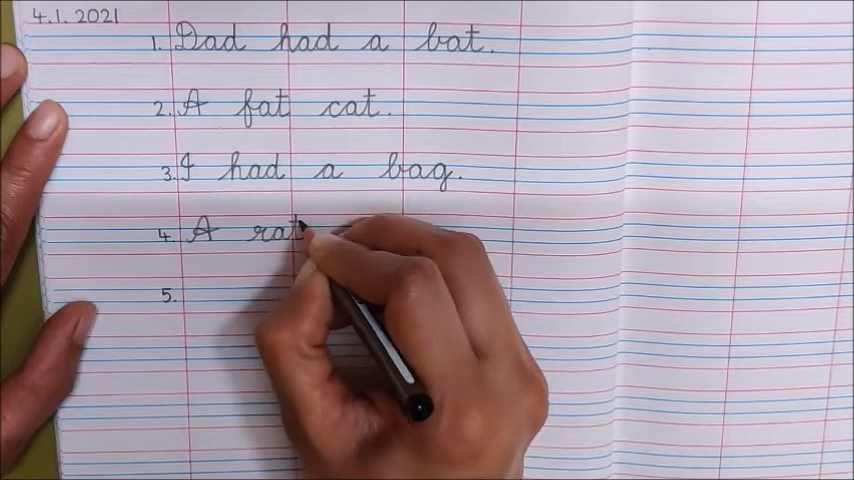 4.1.2021
1. Dad had a bat.
2. A fat cat.
3. I had a bag.
4. A rat
5.